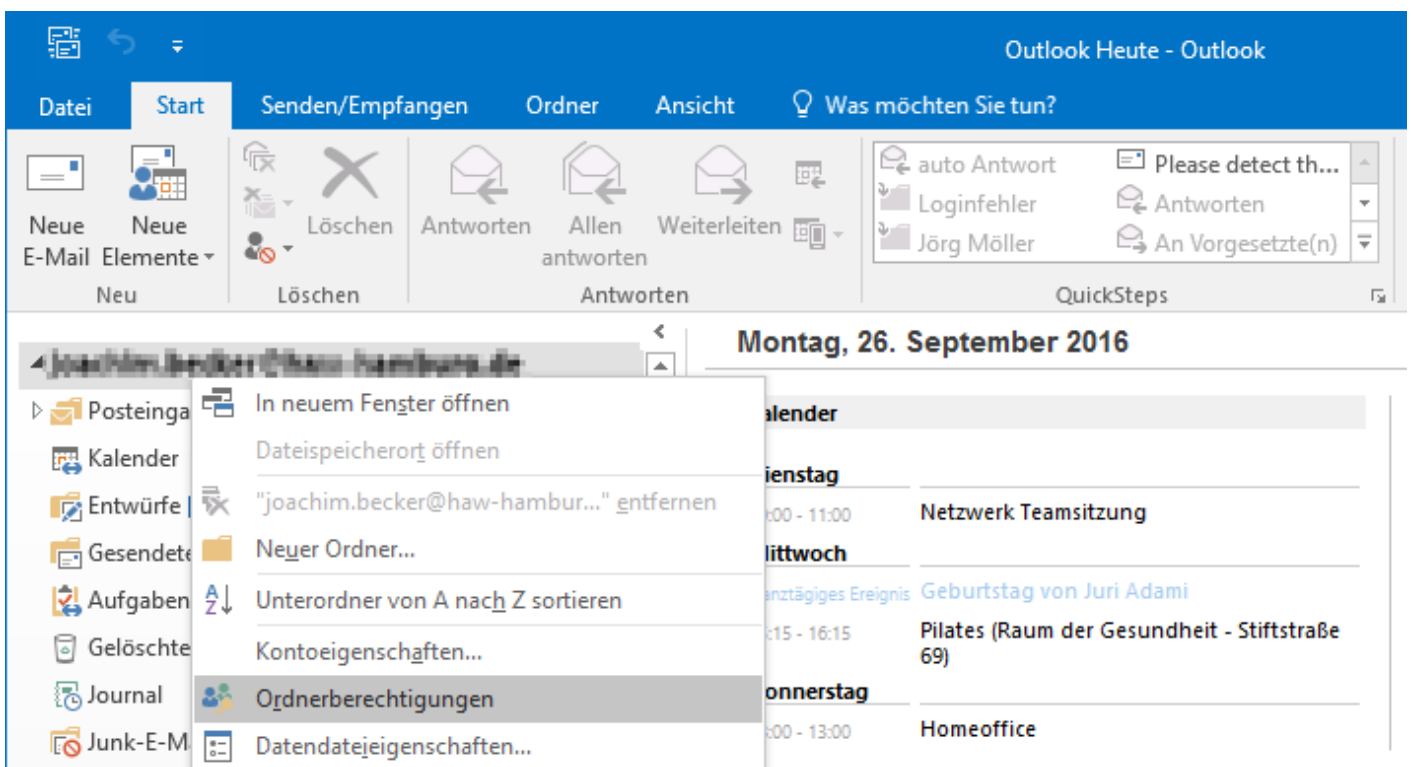 Outlook Heute - Outlook
Datei Start Senden/Empfangen Ordner Ansicht Was möchten Sie tun?
Neue E-Mail
Neue Elemente
Neu
Löschen
Löschen
Antworten
Allen antworten
Weiterleiten
Antworten
auto Antwort
Loginfehler
Jörg Möller
Please detect th...
Antworten
An Vorgesetzte(n)
QuickSteps
Posteinga
Kalender
Entwürfe
Gesendete
Aufgaben
Gelöschte
Journal
Junk-E-M
In neuem Fenster öffnen
Dateispeicherort öffnen
"joachim.becker@haw-hambur..." entfernen
Neuer Ordner...
Unterordner von A nach Z sortieren
Kontoeigenschaften...
Ordnerberechtigungen
Datendateieigenschaften...
Montag, 26. September 2016
alender
ienstag
:00 - 11:00 Netzwerk Teamsitzung
ittwoch
anztägiges Ereignis Geburtstag von Juri Adami
:15 - 16:15 Pilates (Raum der Gesundheit - Stiftstraße
69)
onnerstag
:00 - 13:00 Homeoffice